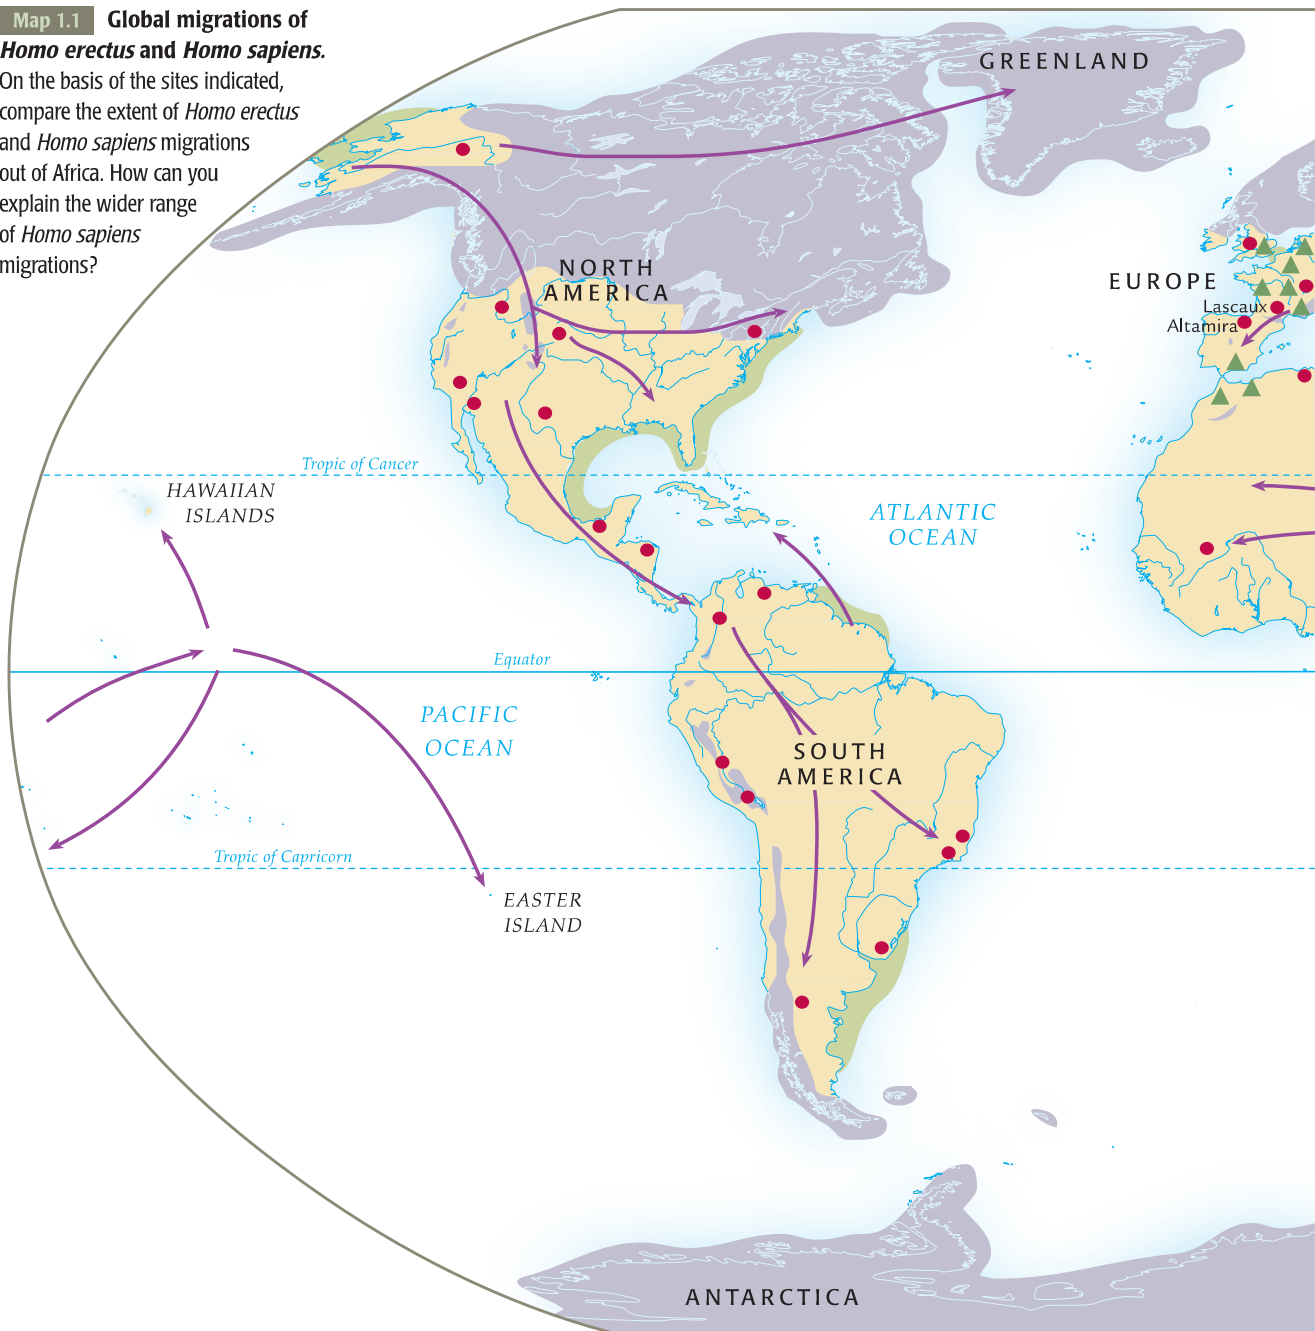 Map 1.1 Global migrations of
Homo erectus and Homo sapiens.
On the basis of the sites indicated,
compare the extent of Homo erectus
and Homo sapiens migrations
out of Africa. How can you
explain the wider range
of Homo sapiens
migrations?
GREENLAND
NORTH
AMERICA
EUROPE
Lascaux
Altamira
Tropic of Cancer
HAWAIIAN
ISLANDS
ATLANTIC
OCEAN
Equator
PACIFIC
OCEAN
SOUTH
AMERICA
Tropic of Capricorn
EASTER
ISLAND
ANTARCTICA